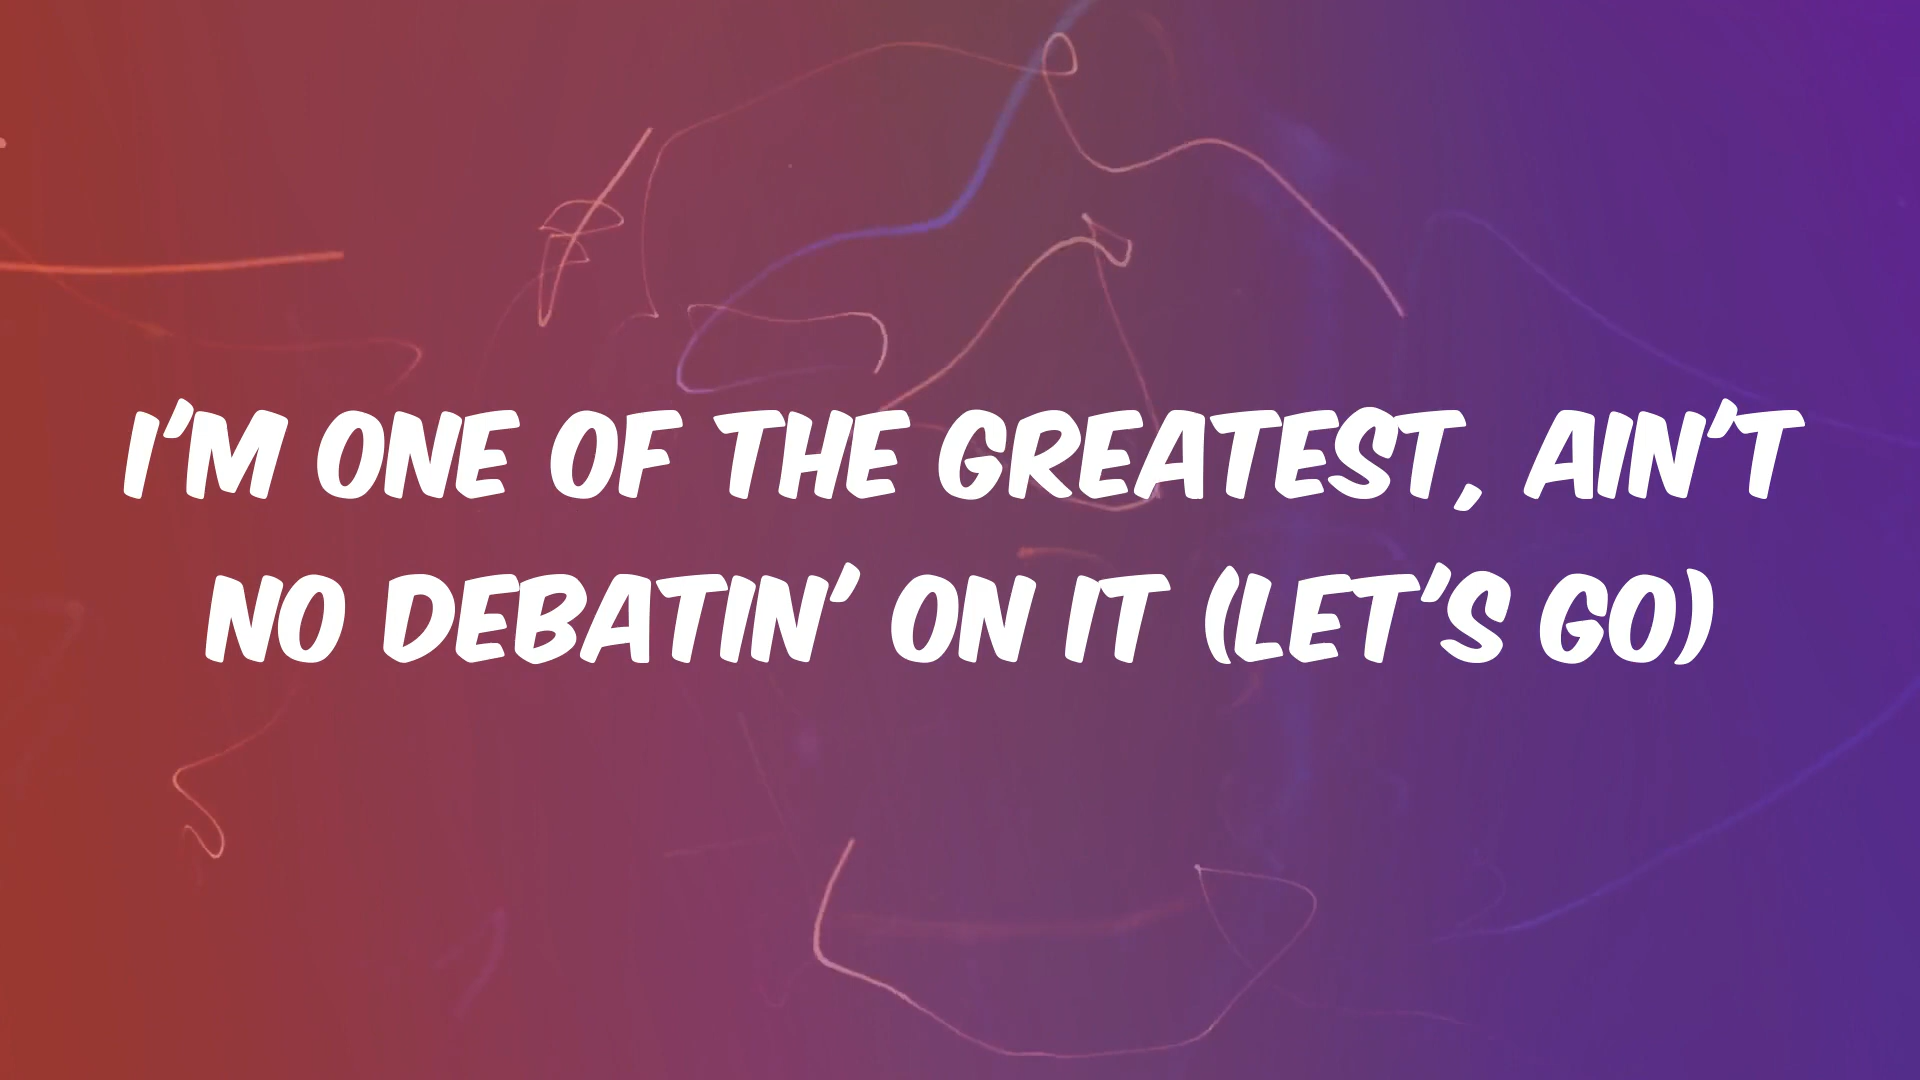 I'M ONE OF THE GREATEST, AIN'T
NO DEBATIN' ON IT (LET'S GO)